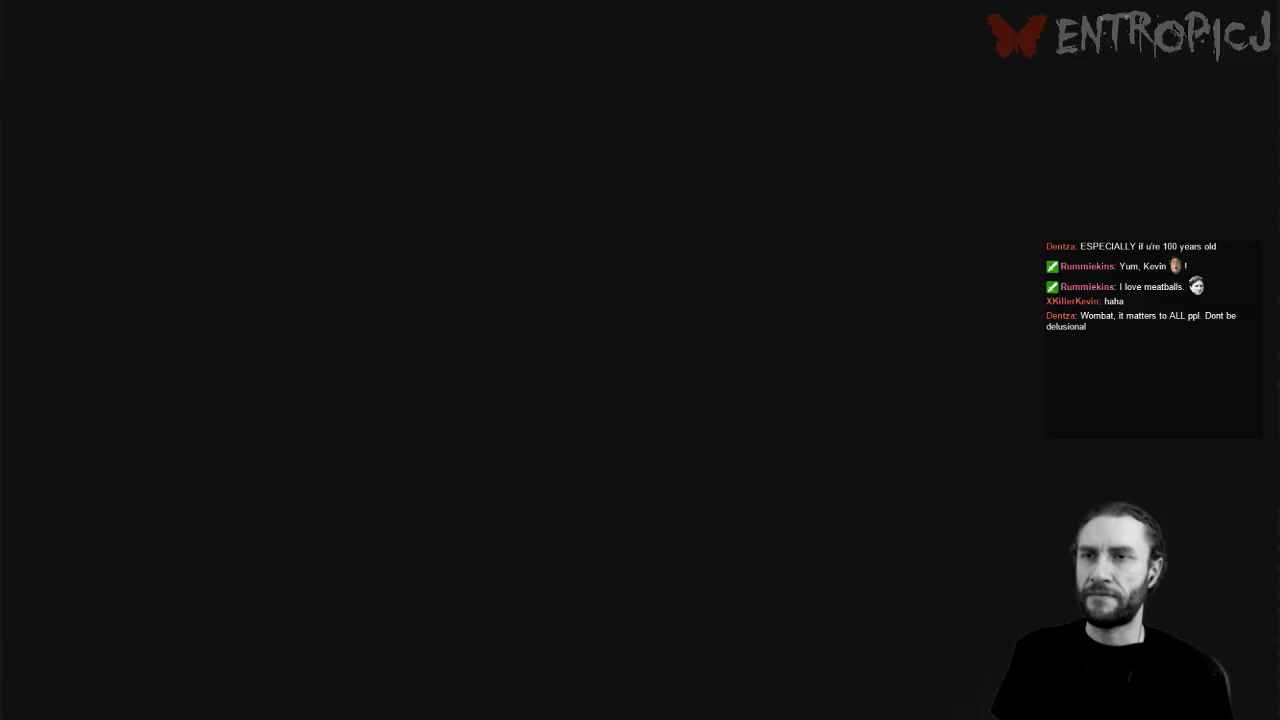 ENTROPICJ
Dentza: ESPECIALLY if u're 100 years old
Rummiekins: Yum, Kevin !
Rummiekins: I love meatballs.
XKillerKevin: haha
Dentza: Wombat, it matters to ALL ppl. Dont be
delusional